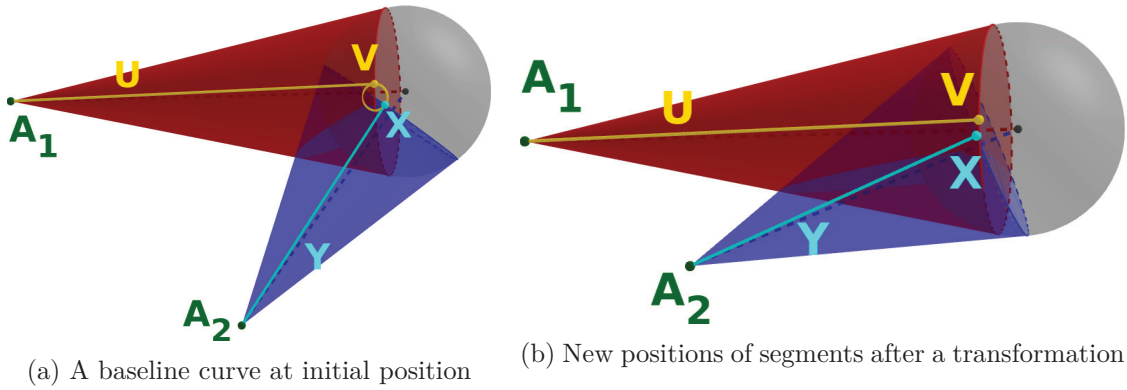 V
U
A₁
X
Y
A₂
(a) A baseline curve at initial position
A₁
V
U
X
Y
A₂
(b) New positions of segments after a transformation